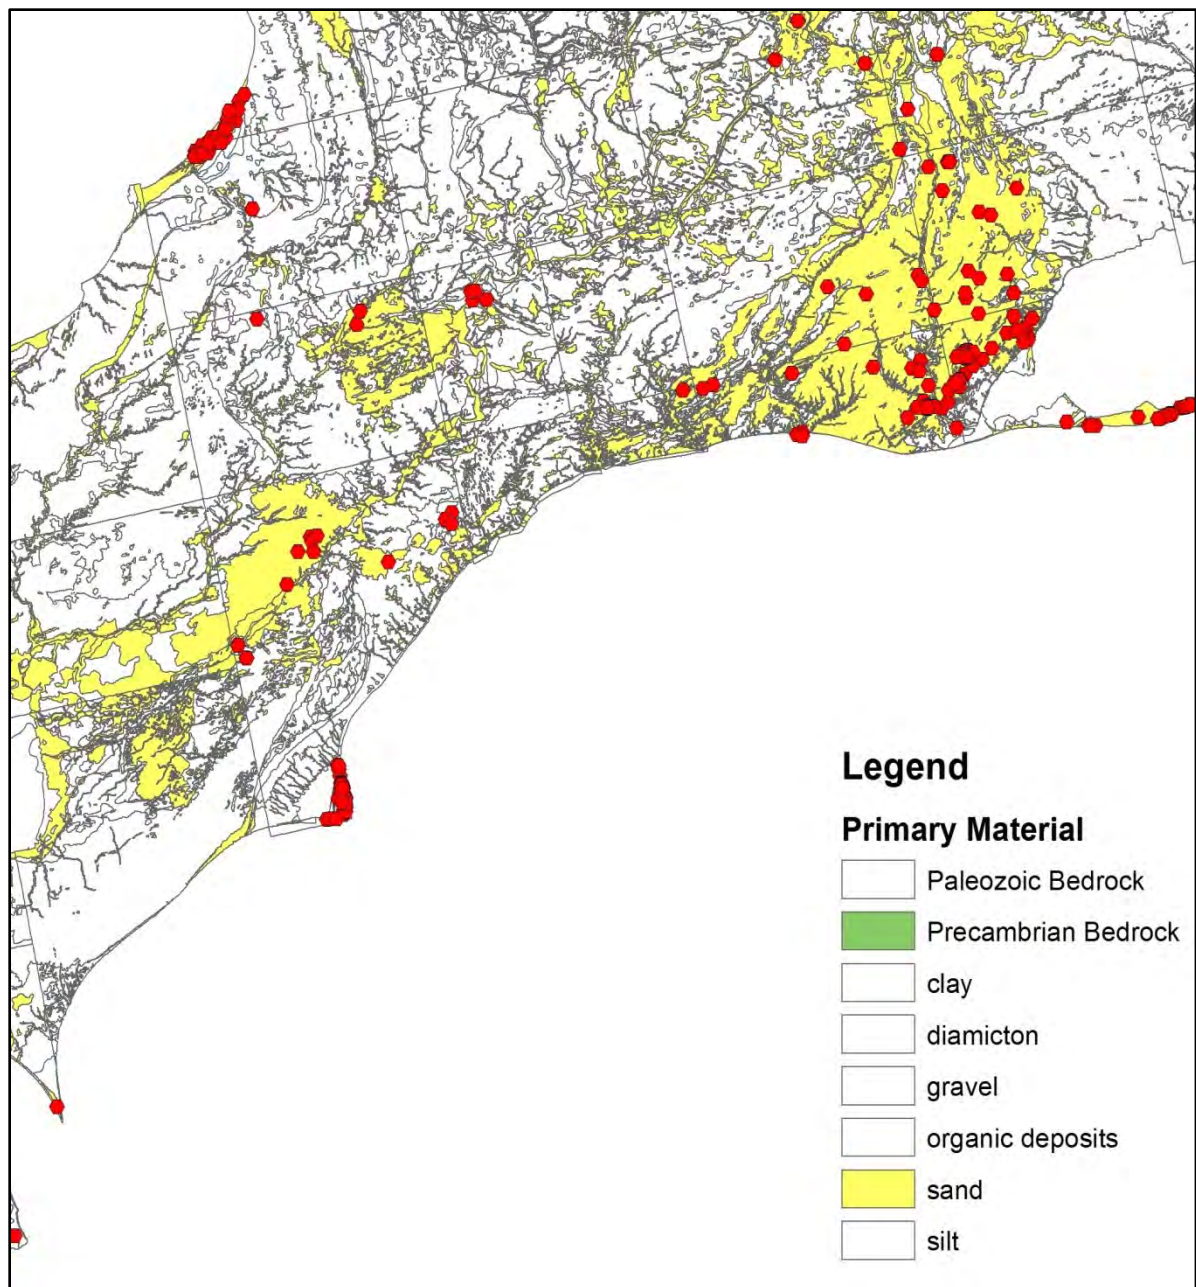 Legend
Primary Material
Paleozoic Bedrock
Precambrian Bedrock
clay
diamicton
gravel
organic deposits
sand
silt